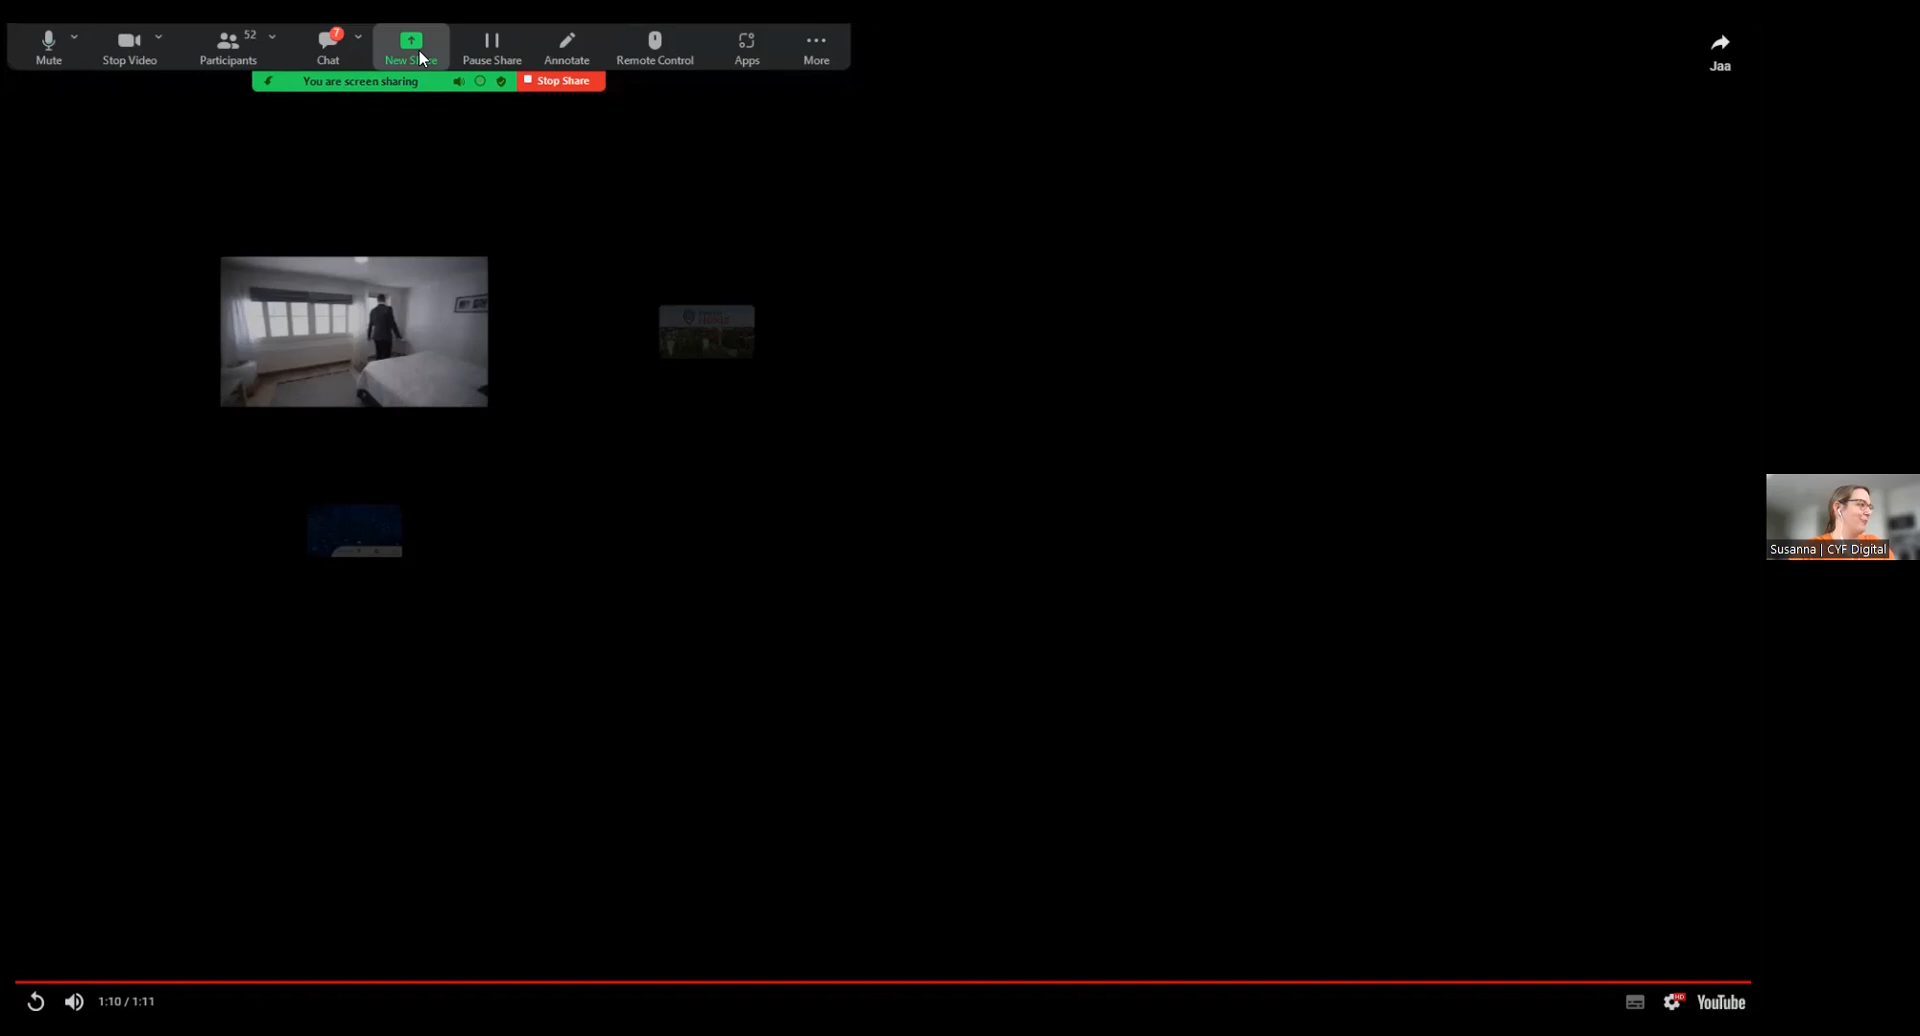 Mute
Stop Video
52
Participants
7
Chat
New Share
Pause Share
Annotate
Remote Control
Apps
More
You are screen sharing
Stop Share
Jaa
Susanna | CYF Digital
1:10 / 1:11
HD
YouTube